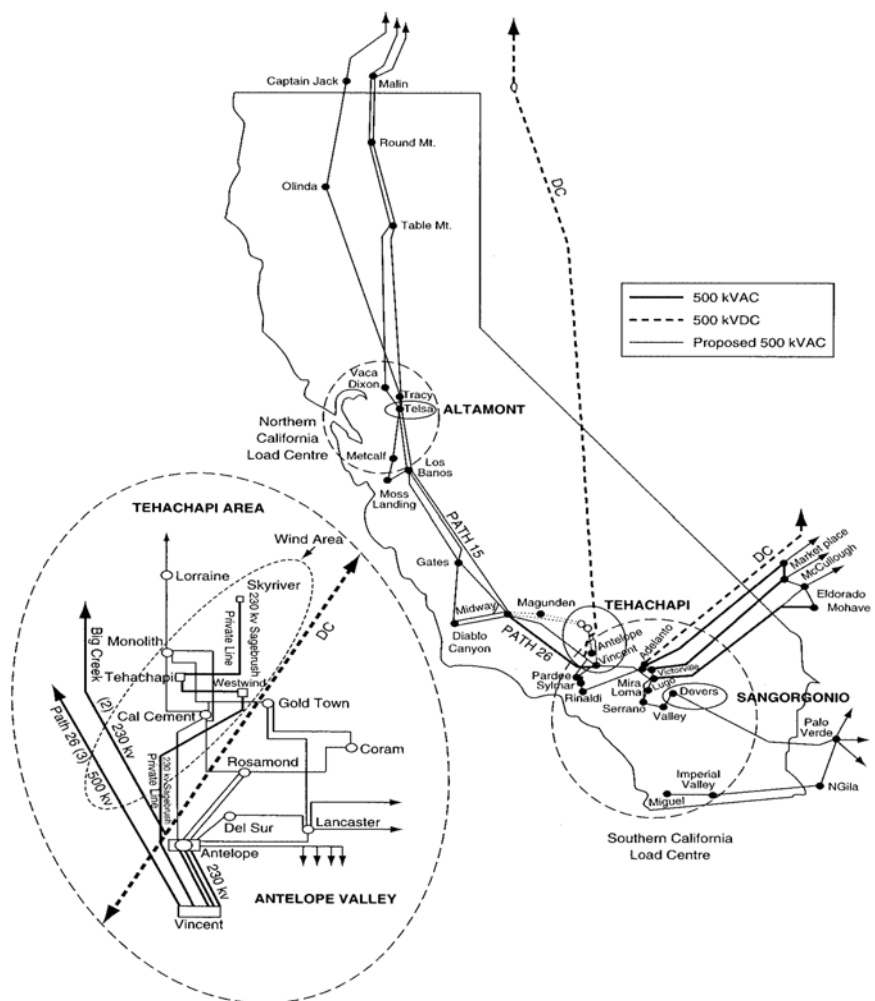 Captain Jack
Malin
Round Mt.
Olinda
DC
Table Mt.
500 kVAC
500 kVDC
Proposed 500 kVAC
Vaca
Dixon
Tracy
Telsa
ALTAMONT
Northern
California
Load Centre
Metcalf
Los
Banos
Moss
Landing
PATH 15
Gates
Midway
Magunden
Diablo
Canyon
PATH 26
TEHACHAPI
Antelope
Vincent
Pardee
Sylmar
Rinaldi
Adelanto
Victorville
Mira
Loma
Lugo
Serrano
Valley
Devers
SANGORGONIO
DC
Market place
McCullough
Eldorado
Mohave
Palo
Verde
Imperial
Valley
Miguel
NGila
Southern California
Load Centre
TEHACHAPI AREA
Wind Area
Lorraine
Skyriver
230 kv Sagebrush
Private Line
DC
Monolith
Tehachapi
Westwind
Big Creek
(2) 230 kv
Cal Cement
Gold Town
Path 26 (3) 500 kv
230 kv Sagebrush
Private Line
Rosamond
Coram
Del Sur
Lancaster
Antelope
230 kv
ANTELOPE VALLEY
Vincent